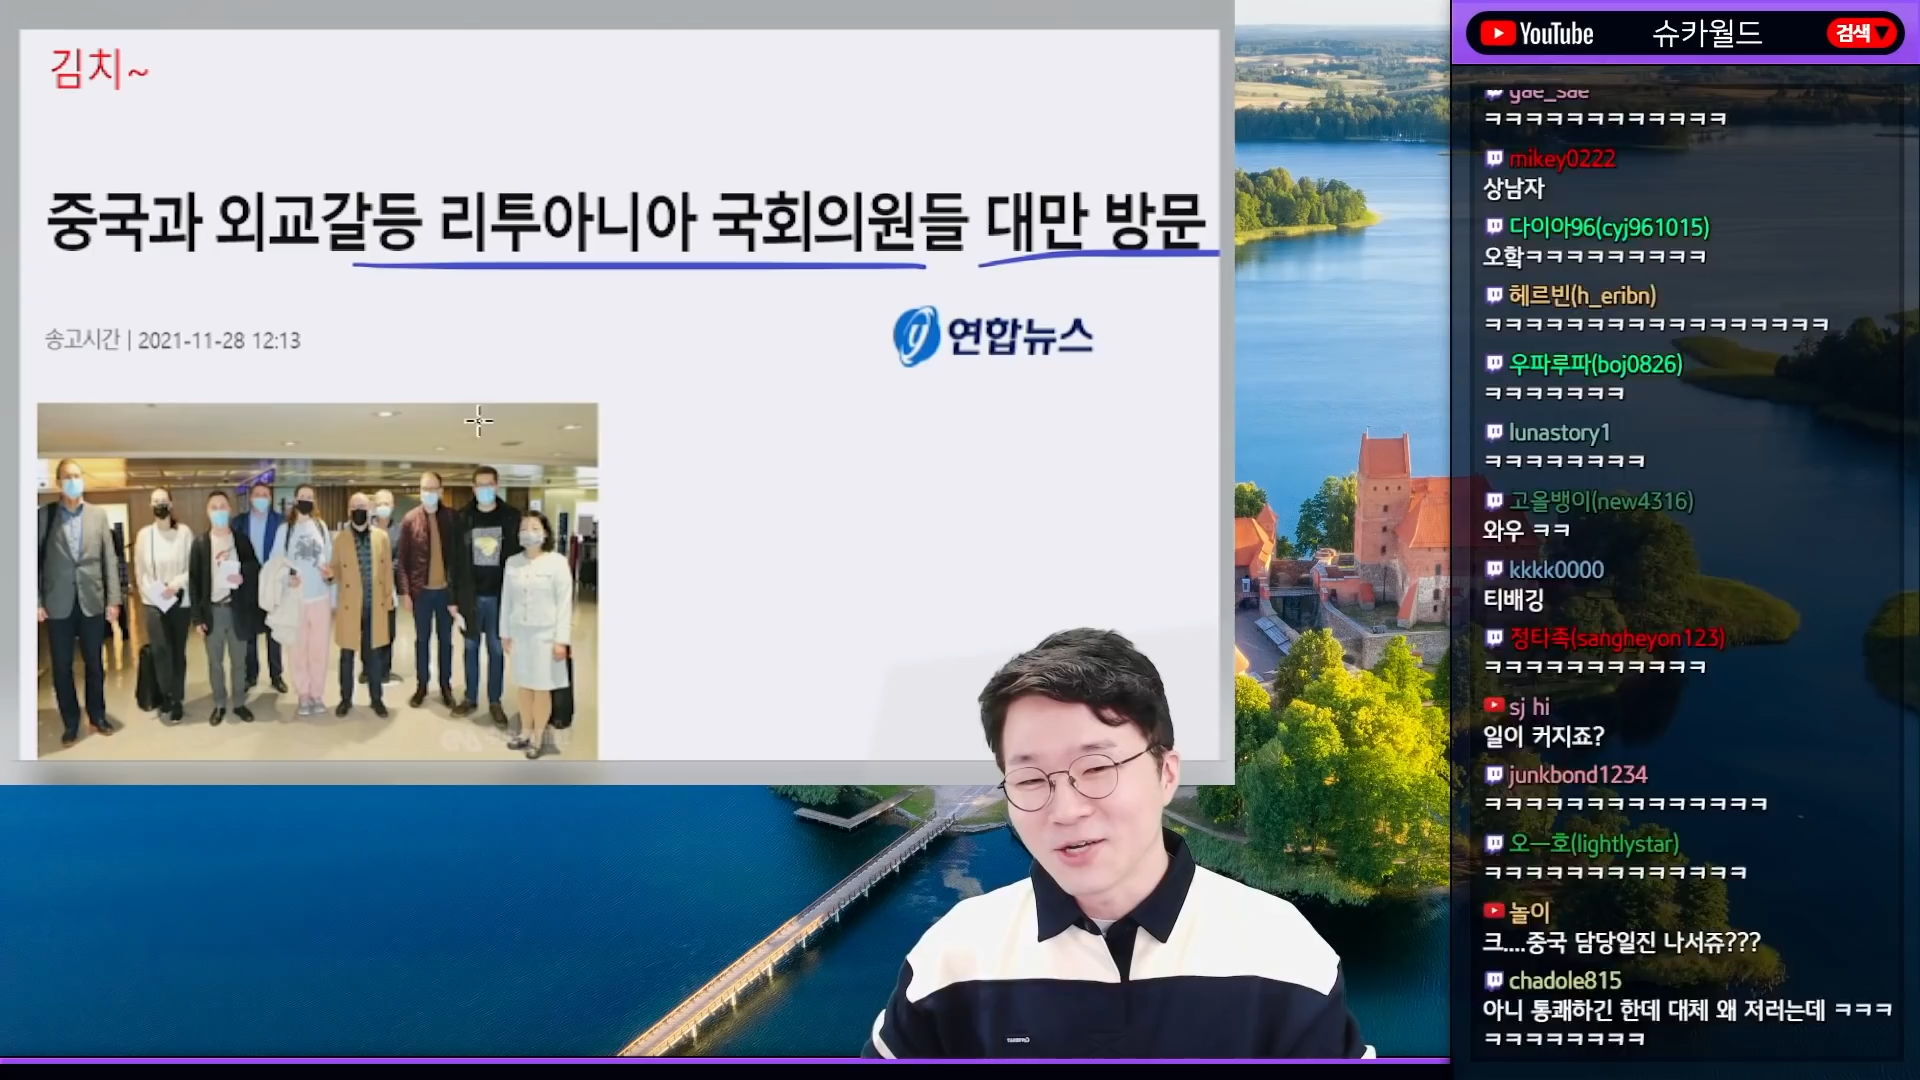 김치~
중국과 외교갈등 리투아니아 국회의원들 대만 방문
송고시간 | 2021-11-28 12:13
연합뉴스
YouTube 슈카월드 검색
yae_sae
ㅋㅋㅋㅋㅋㅋㅋㅋㅋㅋㅋㅋ
mikey0222
상남자
다이아96(cyj961015)
오홬ㅋㅋㅋㅋㅋㅋㅋㅋㅋ
헤르빈(h_eribn)
ㅋㅋㅋㅋㅋㅋㅋㅋㅋㅋㅋㅋㅋㅋㅋㅋㅋ
우파루파(boj0826)
ㅋㅋㅋㅋㅋㅋㅋ
lunastory1
ㅋㅋㅋㅋㅋㅋㅋㅋ
고올뱅이(new4316)
와우 ㅋㅋ
kkkk0000
티배깅
정타족(sangheyon123)
ㅋㅋㅋㅋㅋㅋㅋㅋㅋㅋㅋ
sj hi
일이 커지죠?
junkbond1234
ㅋㅋㅋㅋㅋㅋㅋㅋㅋㅋㅋㅋㅋㅋ
오—호(lightlystar)
ㅋㅋㅋㅋㅋㅋㅋㅋㅋㅋㅋㅋㅋ
놀이
크....중국 담당일진 나서쥬???
chadole815
아니 통쾌하긴 한데 대체 왜 저러는데 ㅋㅋㅋ
ㅋㅋㅋㅋㅋㅋㅋㅋ